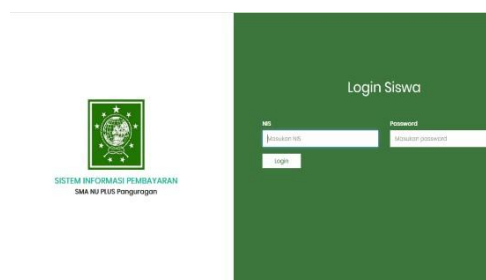 Login Siswa
NIS
Password
Masukan NIS
Masukan password
Login
SISTEM INFORMASI PEMBAYARAN
SMA NU PLUS Panguragan